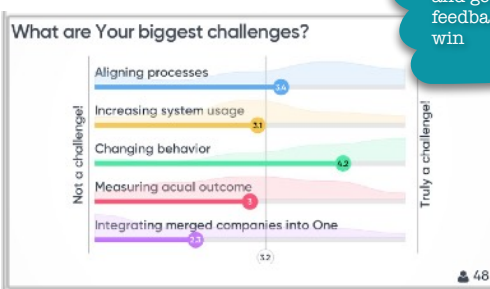 and ge
feedba
win
What are Your biggest challenges?
Aligning processes
3.4
Increasing system usage
3.1
Changing behavior
4.2
Measuring acual outcome
3
Integrating merged companies into One
2.3
3.2
Not a challenge!
Truly a challenge!
48